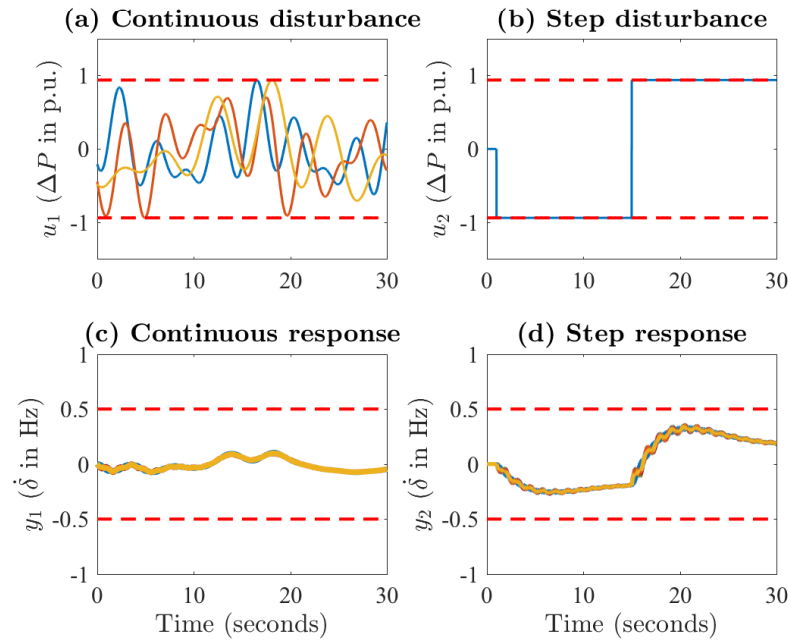 (a) Continuous disturbance
u₁ (ΔP in p.u.)
1
0
-1
0 10 20 30
(b) Step disturbance
u₂ (ΔP in p.u.)
1
0
-1
0 10 20 30
(c) Continuous response
y₁ (δ̇ in Hz)
1
0.5
0
-0.5
-1
0 10 20 30
Time (seconds)
(d) Step response
y₂ (δ̇ in Hz)
1
0.5
0
-0.5
-1
0 10 20 30
Time (seconds)